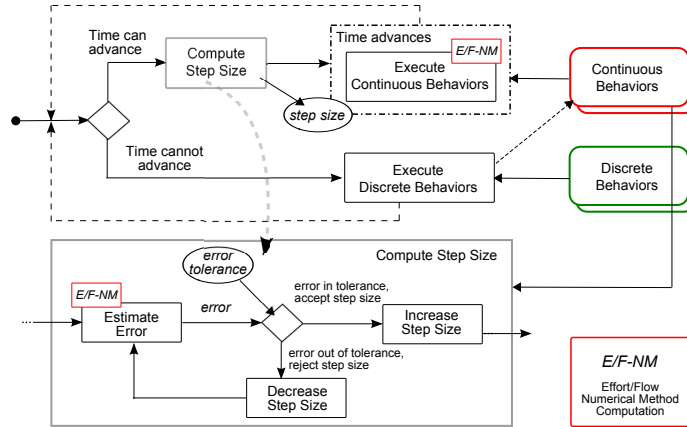 Time can
advance
Compute
Step Size
Time advances
E/F-NM
Execute
Continuous Behaviors
step size
Continuous
Behaviors
Time cannot
advance
Execute
Discrete Behaviors
Discrete
Behaviors
Compute Step Size
error
tolerance
E/F-NM
Estimate
Error
error
error in tolerance,
accept step size
Increase
Step Size
error out of tolerance,
reject step size
Decrease
Step Size
E/F-NM
Effort/Flow
Numerical Method
Computation